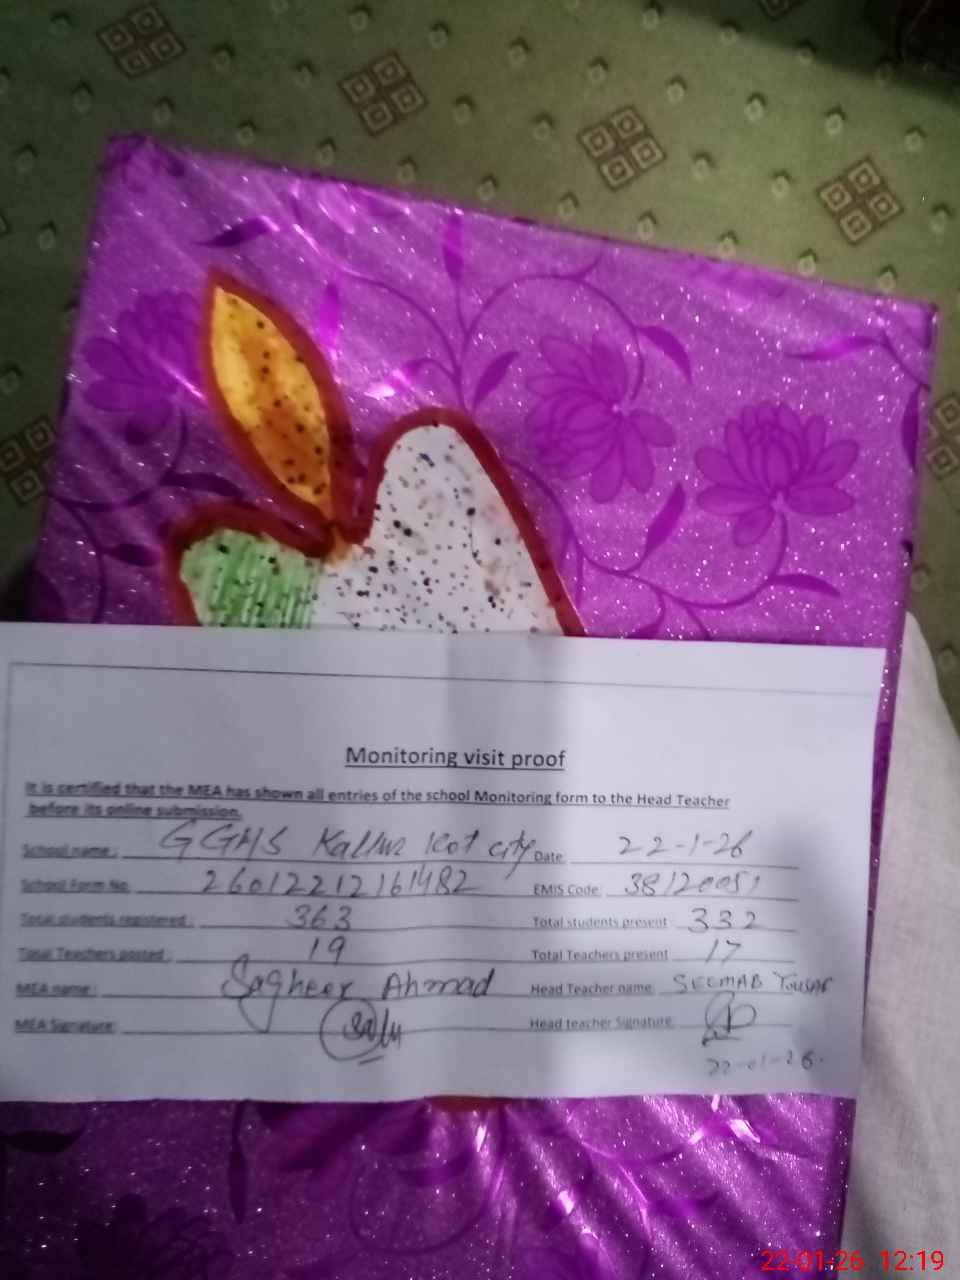 Monitoring visit proof
It is certified that the MEA has shown all entries of the school Monitoring form to the Head Teacher
before its online submission.
School name: GGHS Kallur Kot city Date: 22-1-26
School Form No. 26012212161482 EMIS Code: 38120051
Total students registered: 363 Total students present 332
Total Teachers posted: 19 Total Teachers present 17
MEA name: Sagheer Ahmad Head Teacher name: SEEMAB YOUSAF
MEA Signature: Head teacher Signature:
22-01-26.
22-01-26 12:19